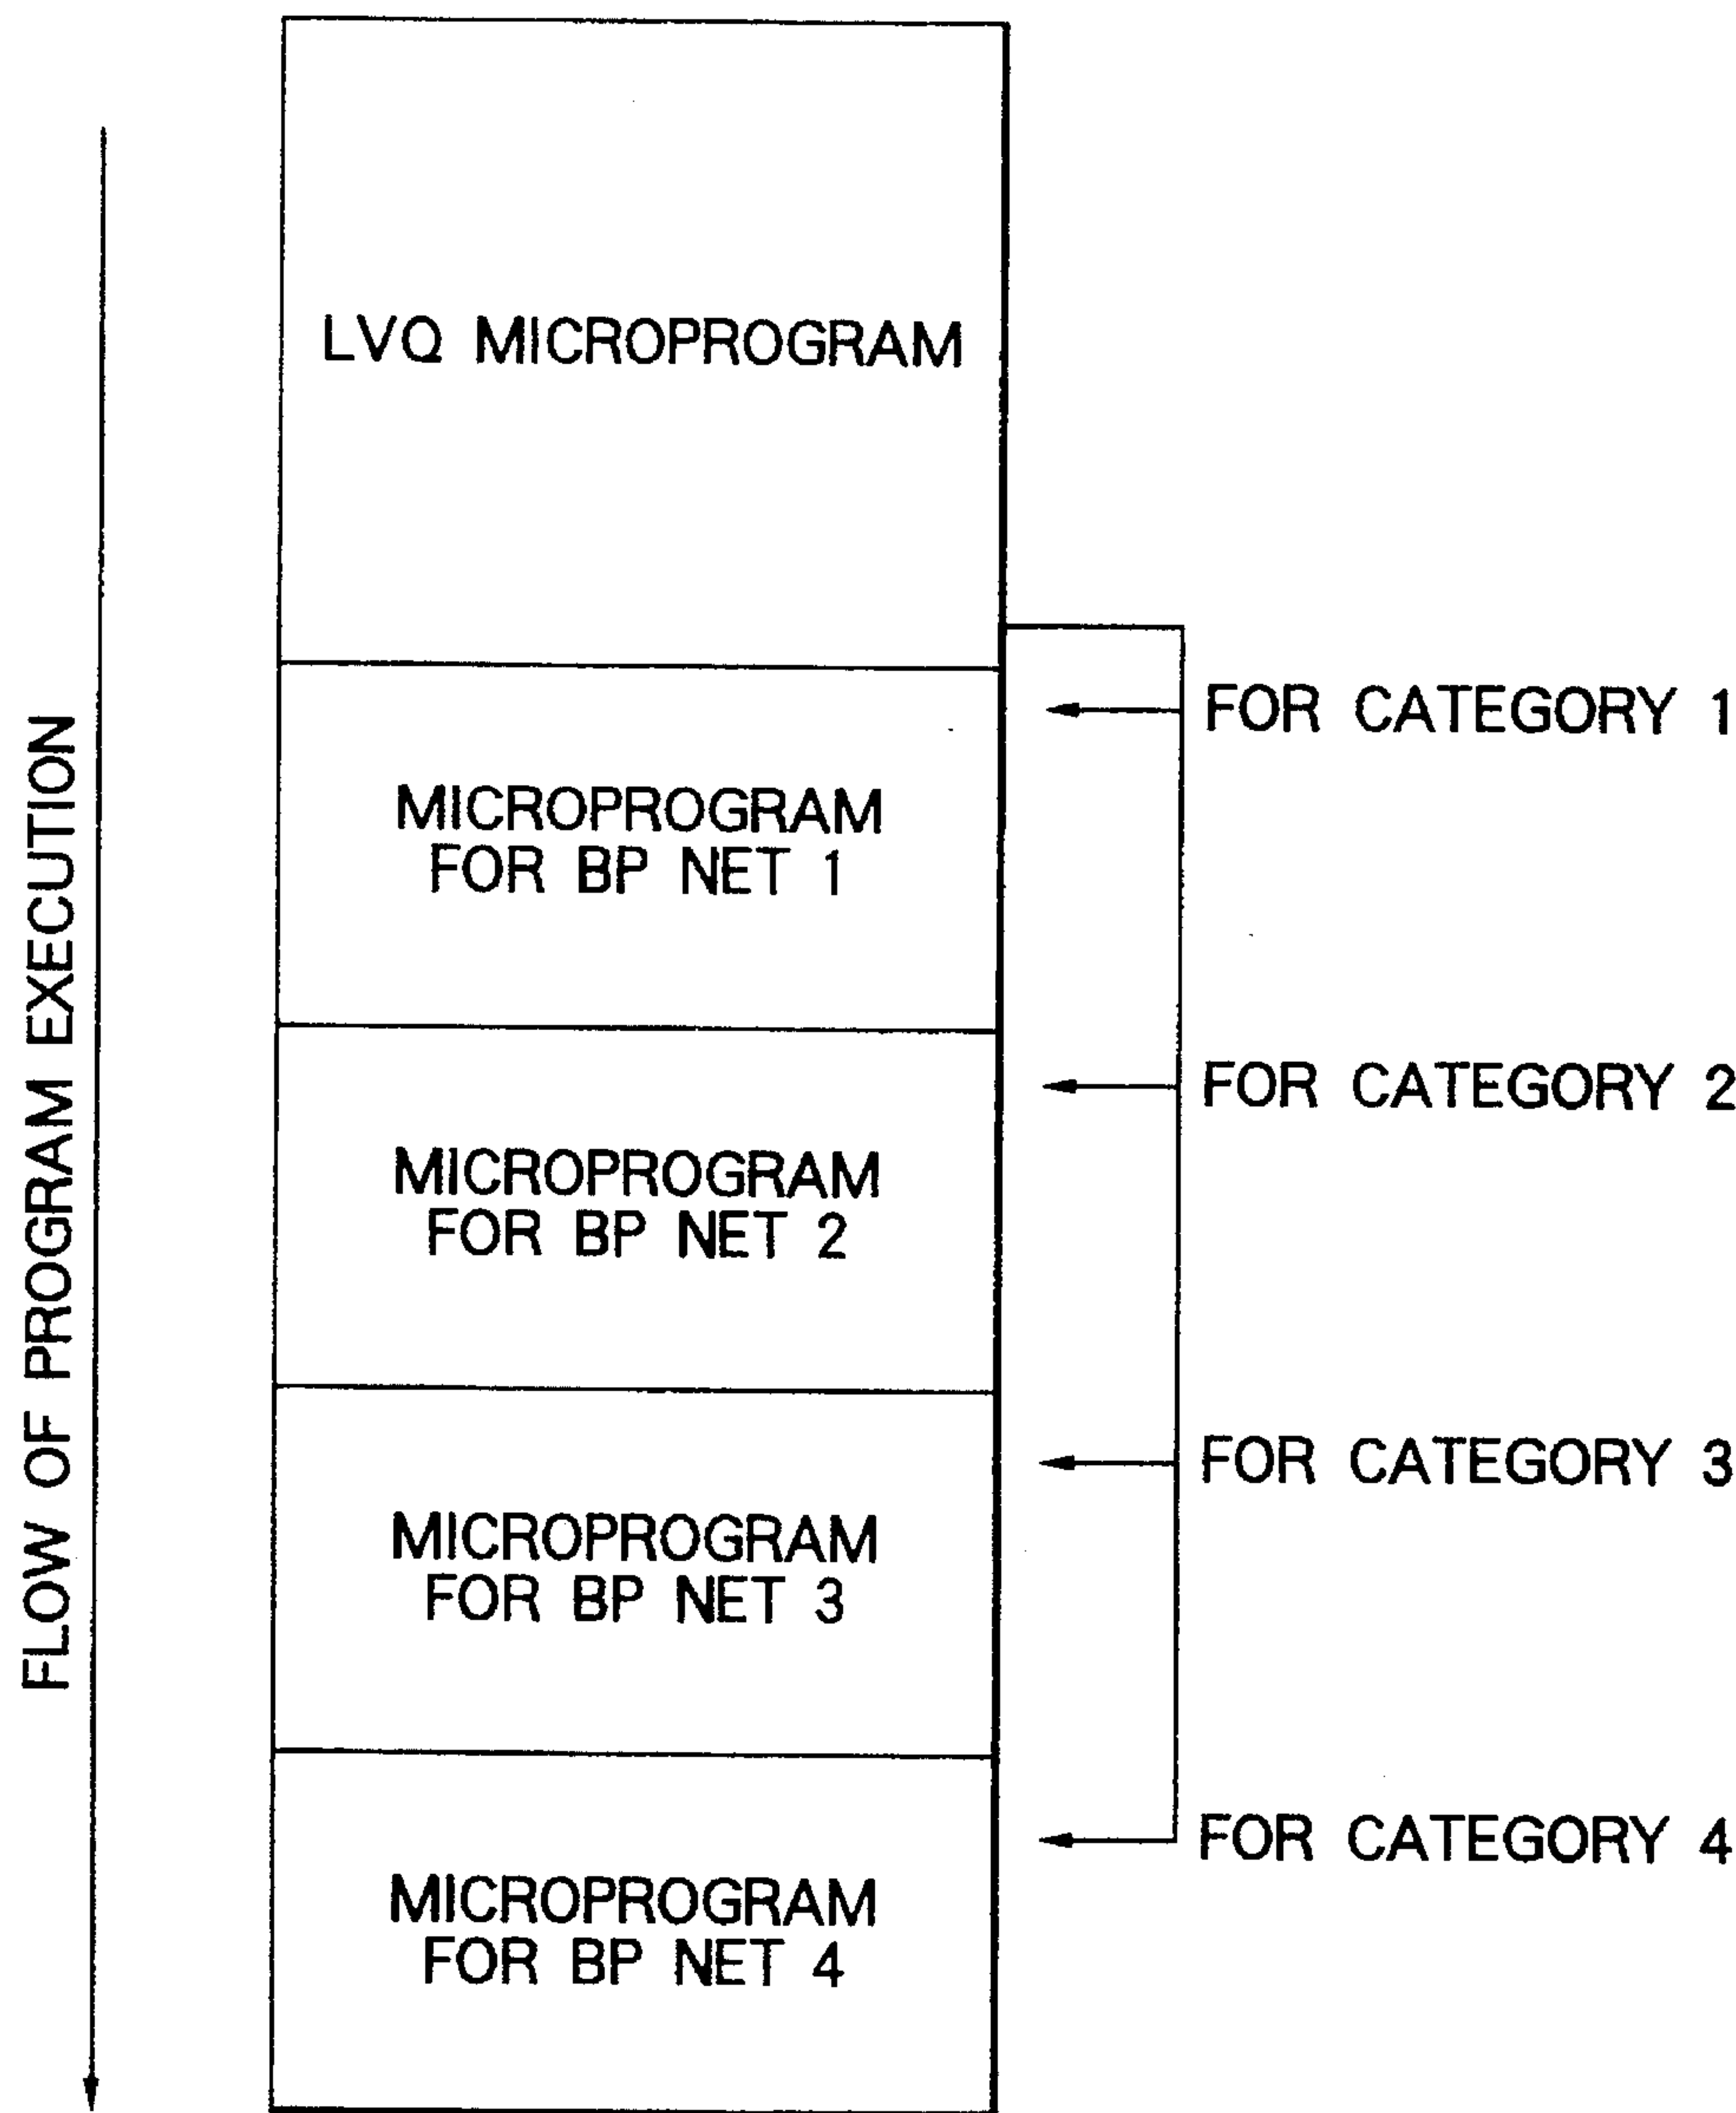 LVQ MICROPROGRAM
FOR CATEGORY 1
MICROPROGRAM
FOR BP NET 1
FOR CATEGORY 2
MICROPROGRAM
FOR BP NET 2
FOR CATEGORY 3
MICROPROGRAM
FOR BP NET 3
FOR CATEGORY 4
MICROPROGRAM
FOR BP NET 4
FLOW OF PROGRAM EXECUTION